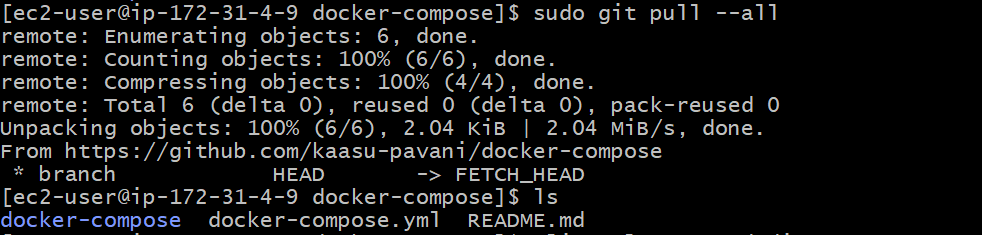 [ec2-user@ip-172-31-4-9 docker-compose]$ sudo git pull --all
remote: Enumerating objects: 6, done.
remote: Counting objects: 100% (6/6), done.
remote: Compressing objects: 100% (4/4), done.
remote: Total 6 (delta 0), reused 0 (delta 0), pack-reused 0
Unpacking objects: 100% (6/6), 2.04 KiB | 2.04 MiB/s, done.
From https://github.com/kaasu-pavani/docker-compose
 * branch            HEAD       -> FETCH_HEAD
[ec2-user@ip-172-31-4-9 docker-compose]$ ls
docker-compose  docker-compose.yml  README.md